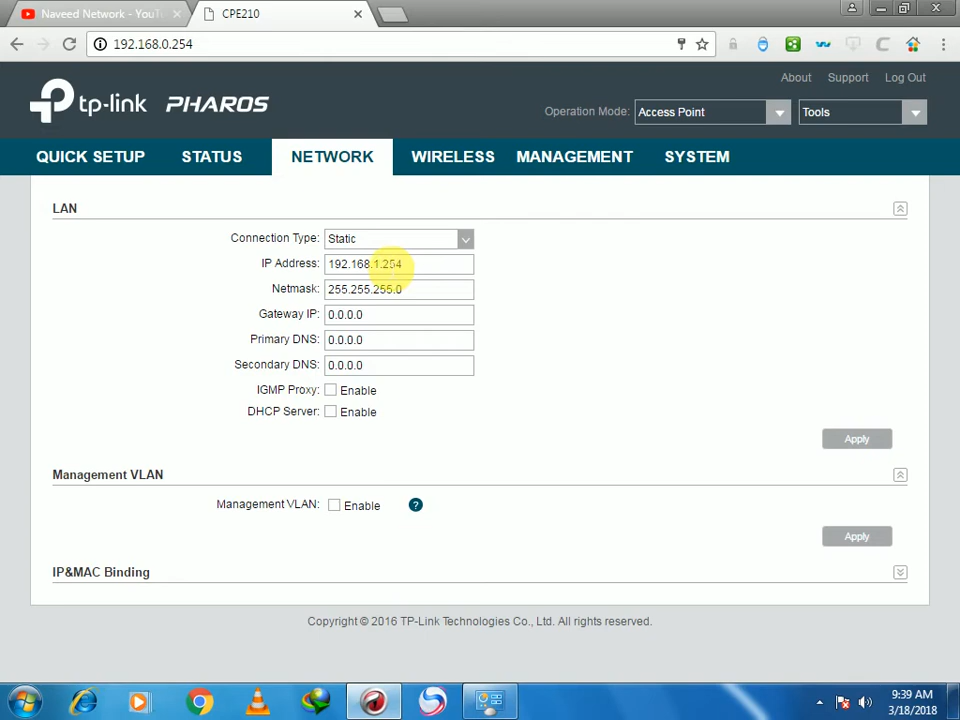 Naveed Network - YouT
CPE210
192.168.0.254
tp-link PHAROS
About Support Log Out
Operation Mode: Access Point Tools
QUICK SETUP STATUS NETWORK WIRELESS MANAGEMENT SYSTEM
LAN
Connection Type: Static
IP Address: 192.168.1.254
Netmask: 255.255.255.0
Gateway IP: 0.0.0.0
Primary DNS: 0.0.0.0
Secondary DNS: 0.0.0.0
IGMP Proxy: Enable
DHCP Server: Enable
Apply
Management VLAN
Management VLAN: Enable ?
Apply
IP&MAC Binding
Copyright © 2016 TP-Link Technologies Co., Ltd. All rights reserved.
9:39 AM
3/18/2018